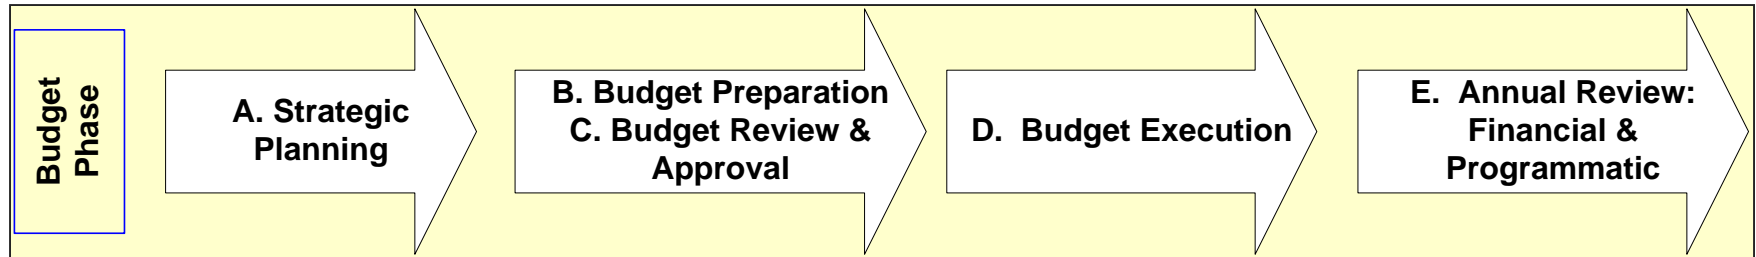 Budget
Phase
A. Strategic
Planning
B. Budget Preparation
C. Budget Review &
Approval
D.  Budget Execution
E.  Annual Review:
Financial &
Programmatic